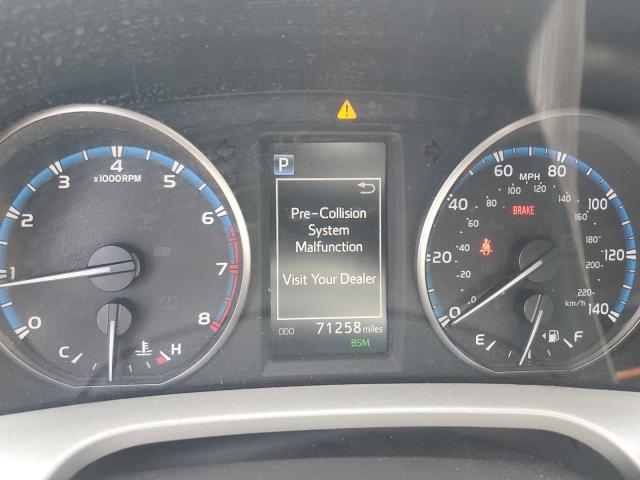 P
Pre-Collision
System
Malfunction
Visit Your Dealer
ODO 71258 miles
BSM
0 1 2 3 4 5 6 7 8
x1000RPM
C H
0 20 40 60 80 100 120 140
MPH
0 20 40 60 80 100 120 140 160 180 200 220
km/h
BRAKE
E F